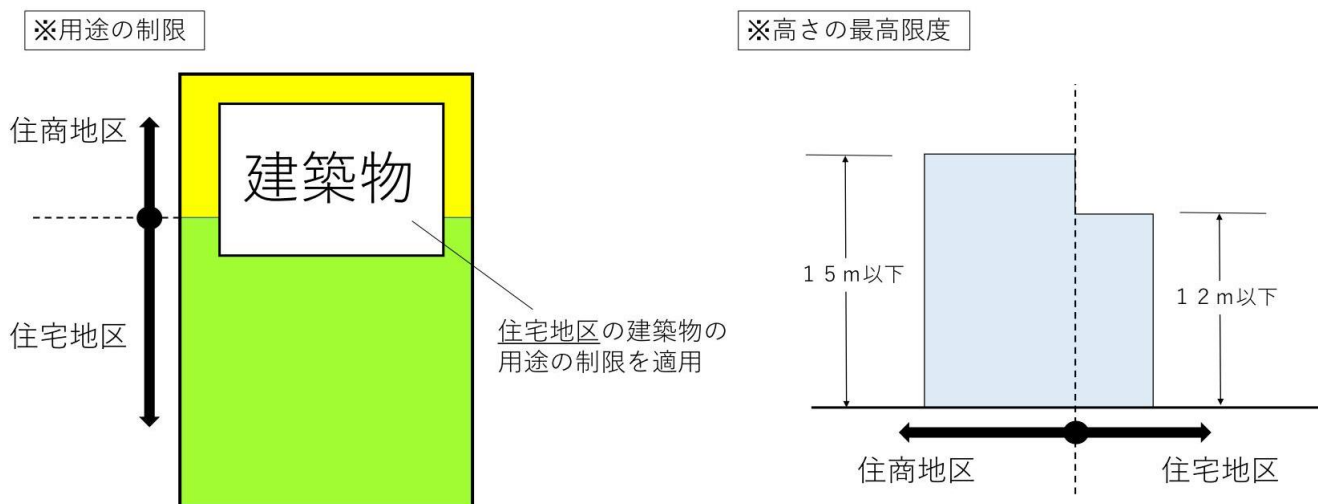 ※用途の制限
住商地区
建築物
住宅地区
住宅地区の建築物の
用途の制限を適用
※高さの最高限度
１５ｍ以下
１２ｍ以下
住商地区
住宅地区